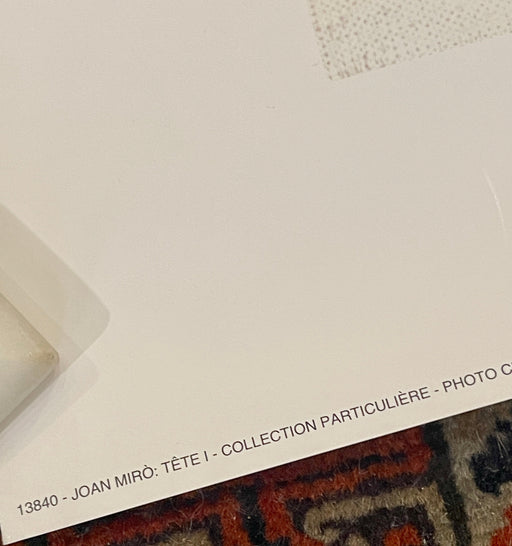 13840 - JOAN MIRÒ: TÊTE I - COLLECTION PARTICULIÈRE - PHOTO